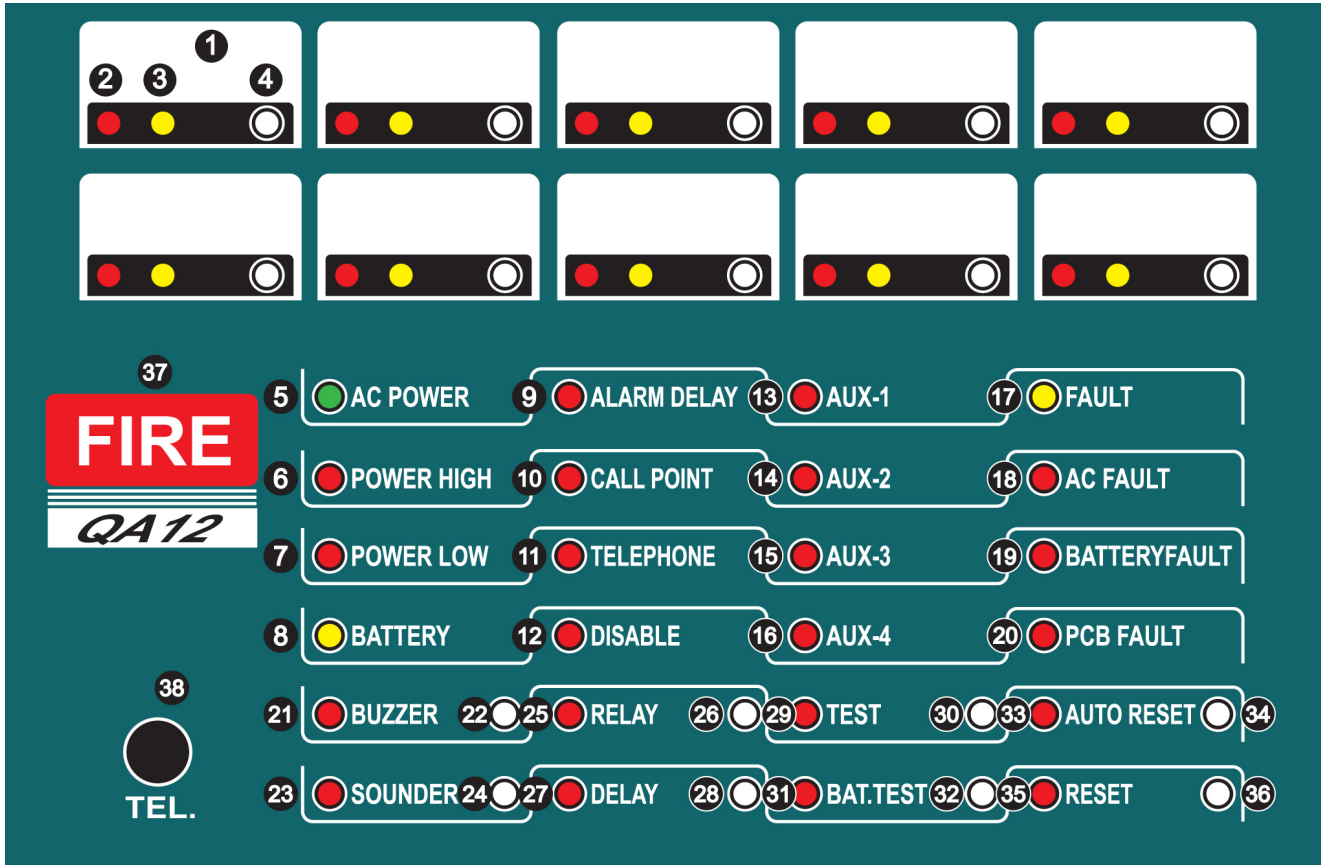 1
2 3 4
37
5 AC POWER 9 ALARM DELAY 13 AUX-1 17 FAULT
FIRE
6 POWER HIGH 10 CALL POINT 14 AUX-2 18 AC FAULT
QA12
7 POWER LOW 11 TELEPHONE 15 AUX-3 19 BATTERYFAULT
8 BATTERY 12 DISABLE 16 AUX-4 20 PCB FAULT
38
21 BUZZER 22 25 RELAY 26 29 TEST 30 33 AUTO RESET 34
23 SOUNDER 24 27 DELAY 28 31 BAT.TEST 32 35 RESET 36
TEL.